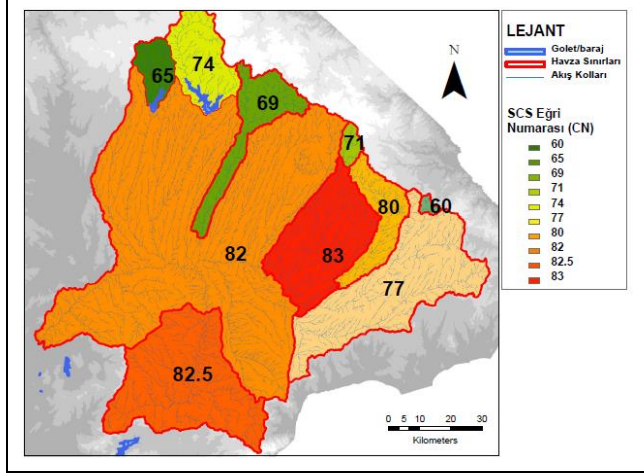 65
74
69
71
80
60
82
83
77
82.5
N
0 5 10 20 30
Kilometers
LEJANT
Golet/baraj
Havza Sınırları
Akış Kolları
SCS Eğri
Numarası (CN)
60
65
69
71
74
77
80
82
82.5
83